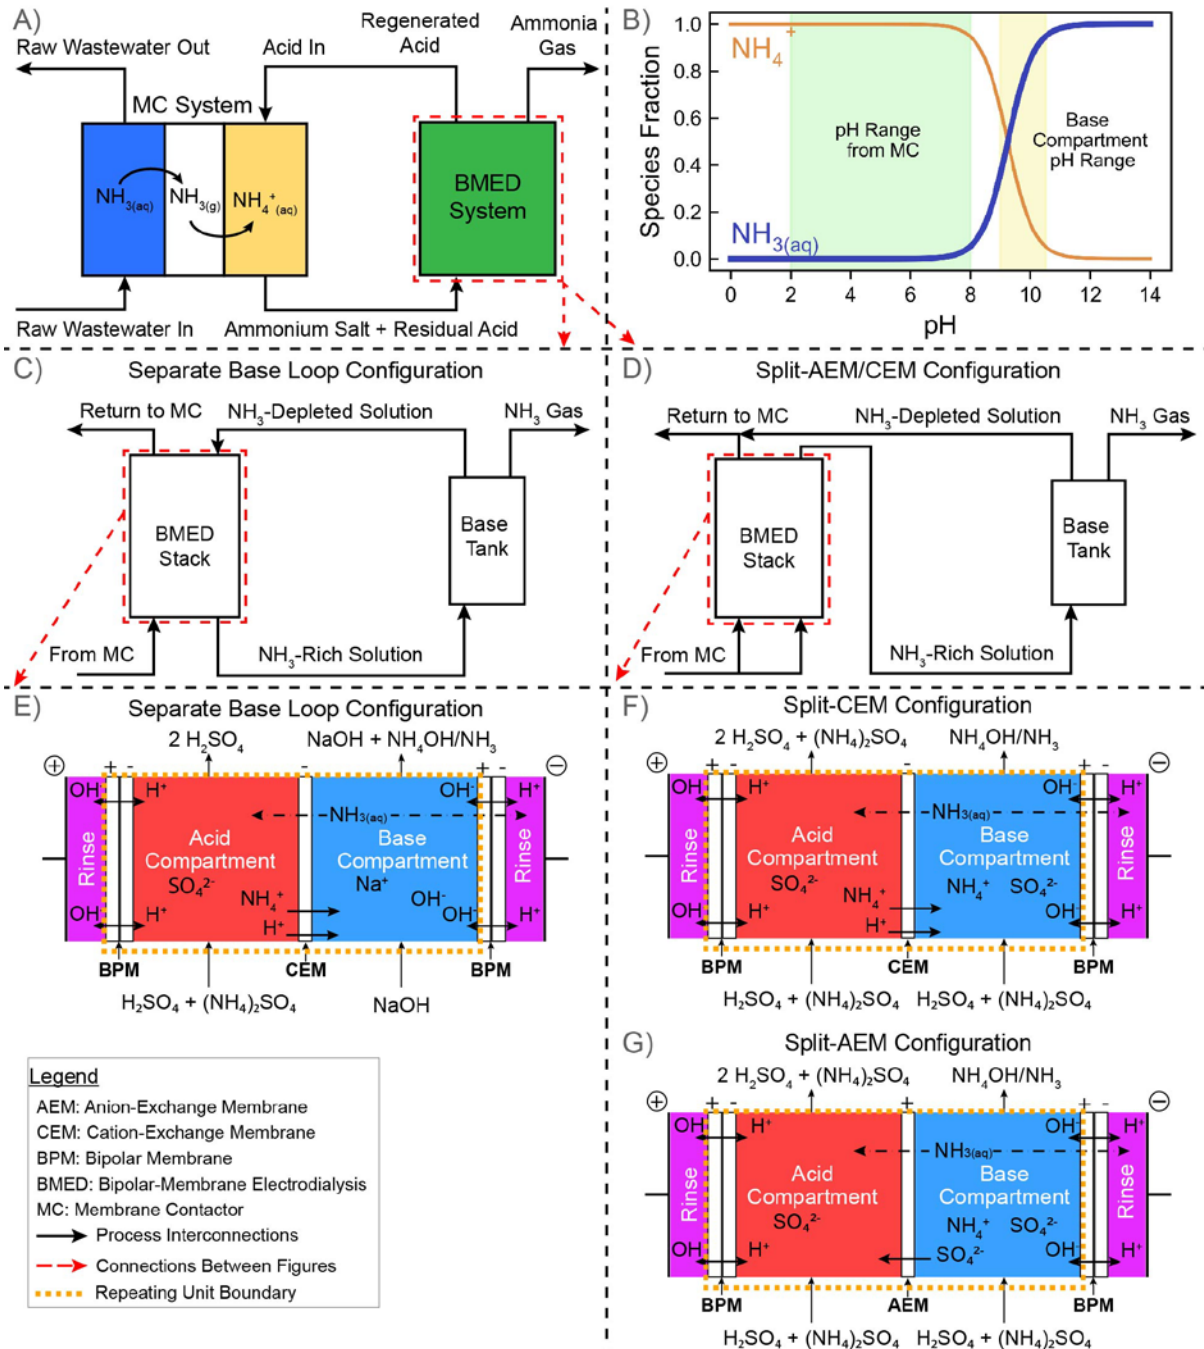 A)
Raw Wastewater Out
Acid In
Regenerated
Acid
Ammonia
Gas
MC System
NH3(aq)
NH3(g)
NH4+(aq)
BMED
System
Raw Wastewater In
Ammonium Salt + Residual Acid
B)
Species Fraction
1.0
0.8
0.6
0.4
0.2
0.0
NH4+
NH3(aq)
pH Range
from MC
Base
Compartment
pH Range
0 2 4 6 8 10 12 14
pH
C)
Separate Base Loop Configuration
Return to MC
NH3-Depleted Solution
NH3 Gas
BMED
Stack
Base
Tank
From MC
NH3-Rich Solution
D)
Split-AEM/CEM Configuration
Return to MC
NH3-Depleted Solution
NH3 Gas
BMED
Stack
Base
Tank
From MC
NH3-Rich Solution
E)
Separate Base Loop Configuration
2 H2SO4
NaOH + NH4OH/NH3
+ - - + -
OH- H+ OH- H+
NH3(aq)
Rinse
Acid
Compartment
SO4²-
Base
Compartment
Na+
Rinse
NH4+
OH-
OH- H+ H+ OH- H+
BPM CEM BPM
H2SO4 + (NH4)2SO4
NaOH
F)
Split-CEM Configuration
2 H2SO4 + (NH4)2SO4
NH4OH/NH3
+ - - + -
OH- H+ OH- H+
NH3(aq)
Rinse
Acid
Compartment
SO4²-
Base
Compartment
NH4+ SO4²-
Rinse
NH4+
OH- H+ H+ OH- H+
BPM CEM BPM
H2SO4 + (NH4)2SO4
H2SO4 + (NH4)2SO4
G)
Split-AEM Configuration
2 H2SO4 + (NH4)2SO4
NH4OH/NH3
+ - + + -
OH- H+ OH- H+
NH3(aq)
Rinse
Acid
Compartment
SO4²-
Base
Compartment
NH4+ SO4²-
Rinse
OH- H+ SO4²- OH- H+
BPM AEM BPM
H2SO4 + (NH4)2SO4
H2SO4 + (NH4)2SO4
Legend
AEM: Anion-Exchange Membrane
CEM: Cation-Exchange Membrane
BPM: Bipolar Membrane
BMED: Bipolar-Membrane Electrodialysis
MC: Membrane Contactor
Process Interconnections
Connections Between Figures
Repeating Unit Boundary